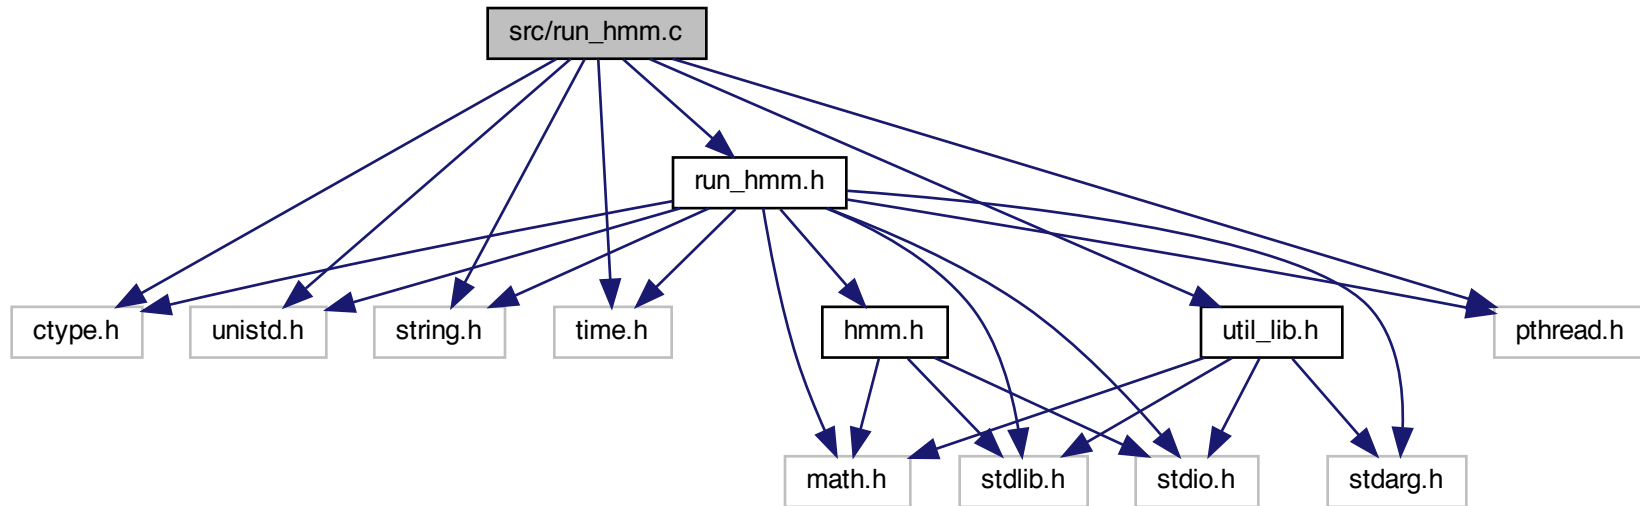 src/run_hmm.c
run_hmm.h
ctype.h
unistd.h
string.h
time.h
hmm.h
util_lib.h
pthread.h
math.h
stdlib.h
stdio.h
stdarg.h